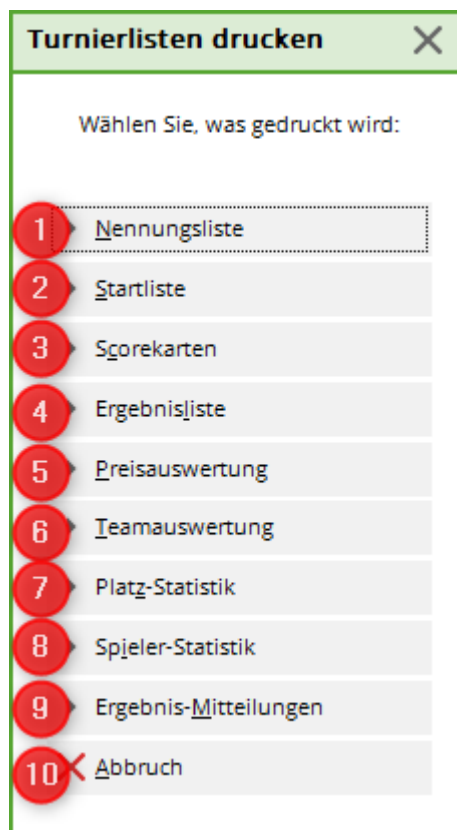 Turnierlisten drucken
Wählen Sie, was gedruckt wird:
1 Nennungsliste
2 Startliste
3 Scorekarten
4 Ergebnisliste
5 Preisauswertung
6 Teamauswertung
7 Platz-Statistik
8 Spieler-Statistik
9 Ergebnis-Mitteilungen
10 Abbruch